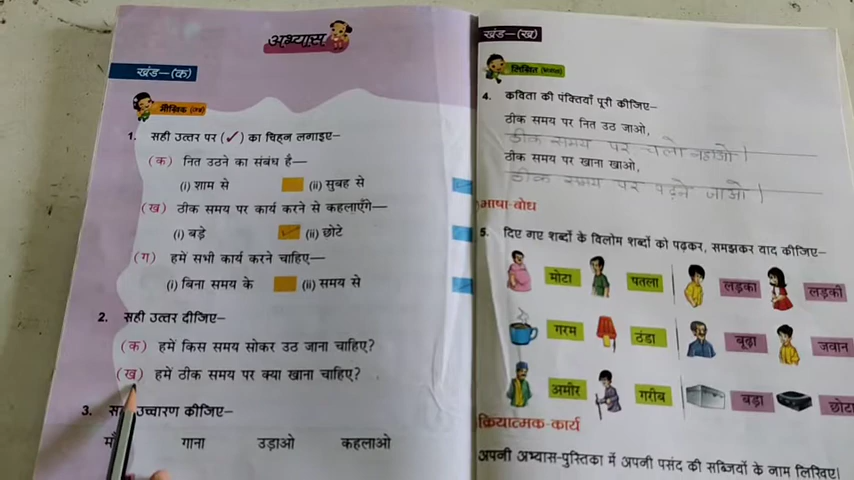 अभ्यास
खंड-(क)
मौखिक
1. सही उत्तर पर (✓) का चिह्न लगाइए-
(क) नित उठने का संबंध है-
(i) शाम से (ii) सुबह से
(ख) ठीक समय पर कार्य करने से कहलाएँगे-
(i) बड़े (ii) छोटे
(ग) हमें सभी कार्य करने चाहिए-
(i) बिना समय के (ii) समय से
2. सही उत्तर दीजिए-
(क) हमें किस समय सोकर उठ जाना चाहिए?
(ख) हमें ठीक समय पर क्या खाना चाहिए?
3. उच्चारण कीजिए-
गाना उड़ाओ कहलाओ
खंड-(ख)
लिखित
4. कविता की पंक्तियाँ पूरी कीजिए-
ठीक समय पर नित उठ जाओ,
ठीक समय पर चलो नहाओ।
ठीक समय पर खाना खाओ,
ठीक समय पर पढ़ने जाओ।
भाषा-बोध
5. दिए गए शब्दों के विलोम शब्दों को पढ़कर, समझकर याद कीजिए-
मोटा पतला लड़का लड़की
गरम ठंडा बूढ़ा जवान
अमीर गरीब बड़ा छोटा
क्रियात्मक-कार्य
अपनी अभ्यास-पुस्तिका में अपनी पसंद की सब्जियों के नाम लिखिए।